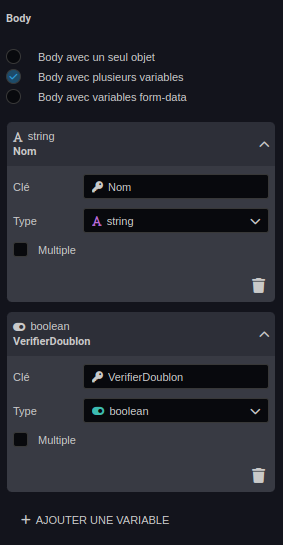 Body
Body avec un seul objet
Body avec plusieurs variables
Body avec variables form-data
string
Nom
Clé Nom
Type string
Multiple
boolean
VerifierDoublon
Clé VerifierDoublon
Type boolean
Multiple
+ AJOUTER UNE VARIABLE